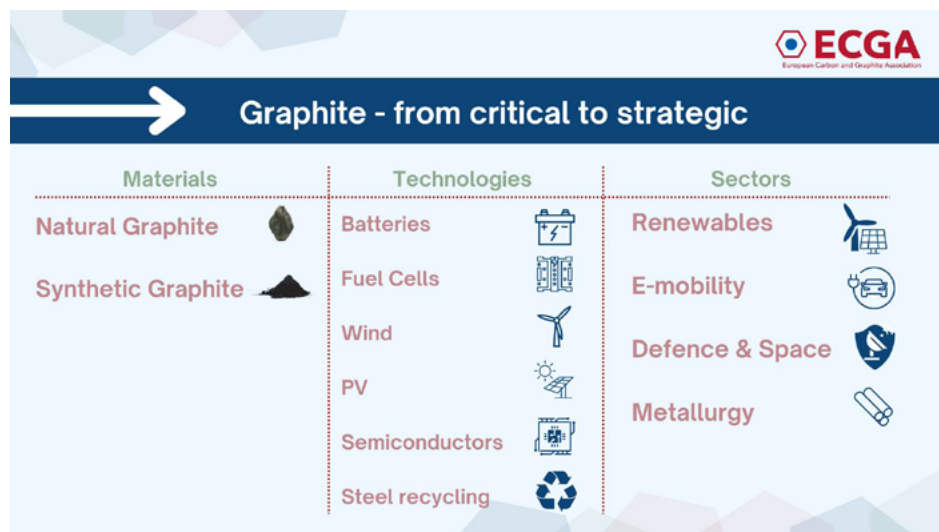 ECGA
European Carbon and Graphite Association
Graphite - from critical to strategic
Materials
Natural Graphite
Synthetic Graphite
Technologies
Batteries
Fuel Cells
Wind
PV
Semiconductors
Steel recycling
Sectors
Renewables
E-mobility
Defence & Space
Metallurgy